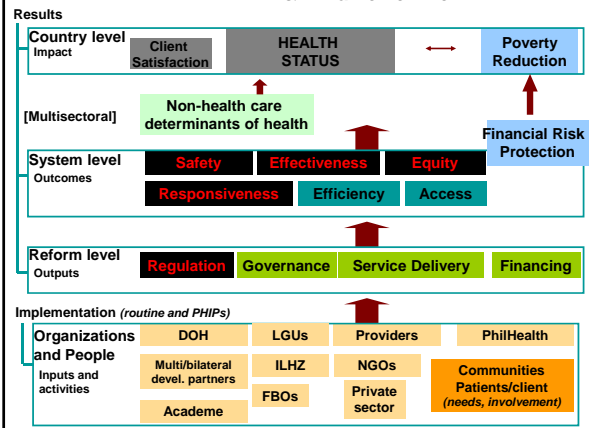 Results
Country level
Impact
Client
Satisfaction
HEALTH
STATUS
Poverty
Reduction
[Multisectoral]
Non-health care
determinants of health
Financial Risk
Protection
System level
Outcomes
Safety
Effectiveness
Equity
Responsiveness
Efficiency
Access
Reform level
Outputs
Regulation
Governance
Service Delivery
Financing
Implementation (routine and PHIPs)
Organizations
and People
Inputs and
activities
DOH
LGUs
Providers
PhilHealth
Multi/bilateral
devel. partners
ILHZ
NGOs
Communities
Patients/client
(needs, involvement)
FBOs
Private
sector
Academe